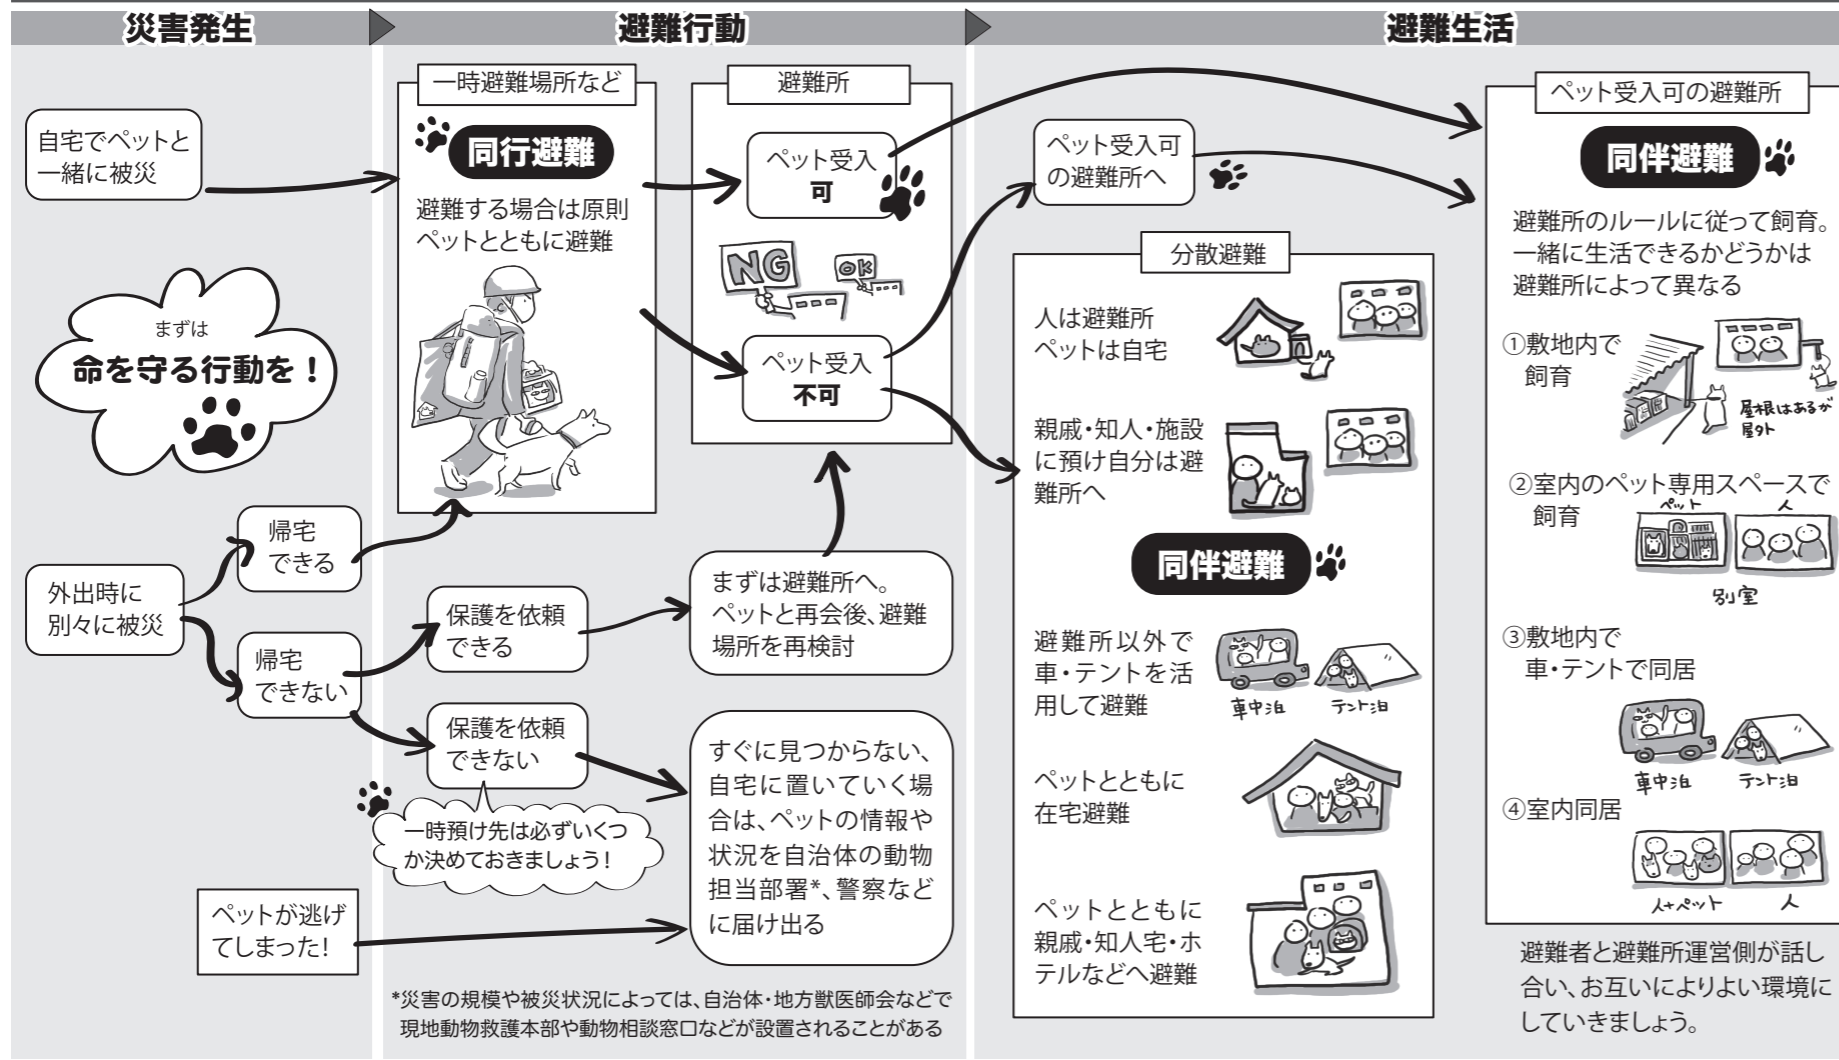 災害発生
避難行動
避難生活
自宅でペットと
一緒に被災
まずは
命を守る行動を！
外出時に
別々に被災
帰宅
できる
帰宅
できない
ペットが逃げ
てしまった！
一時避難場所など
同行避難
避難する場合は原則
ペットとともに避難
保護を依頼
できる
保護を依頼
できない
一時預け先は必ずいくつ
か決めておきましょう！
避難所
ペット受入
可
NG
OK
ペット受入
不可
まずは避難所へ。
ペットと再会後、避難
場所を再検討
すぐに見つからない、
自宅に置いていく場
合は、ペットの情報や
状況を自治体の動物
担当部署*、警察など
に届け出る
*災害の規模や被災状況によっては、自治体・地方獣医師会などで
現地動物救護本部や動物相談窓口などが設置されることがある
ペット受入可
の避難所へ
分散避難
人は避難所
ペットは自宅
親戚・知人・施設
に預け自分は避
難所へ
同伴避難
避難所以外で
車・テントを活
用して避難
車中泊
テント泊
ペットとともに
在宅避難
ペットとともに
親戚・知人宅・ホ
テルなどへ避難
ペット受入可の避難所
同伴避難
避難所のルールに従って飼育。
一緒に生活できるかどうかは
避難所によって異なる
①敷地内で
飼育
屋根はあるが
屋外
②室内のペット専用スペースで
飼育
ペット
人
別室
③敷地内で
車・テントで同居
車中泊
テント泊
④室内同居
人+ペット
人
避難者と避難所運営側が話し
合い、お互いによりよい環境に
していきましょう。